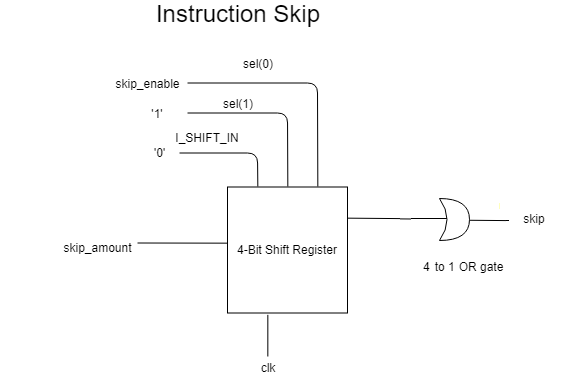 Instruction Skip
sel(0)
skip_enable
'1'
sel(1)
I_SHIFT_IN
'0'
skip_amount
4-Bit Shift Register
skip
4 to 1 OR gate
clk